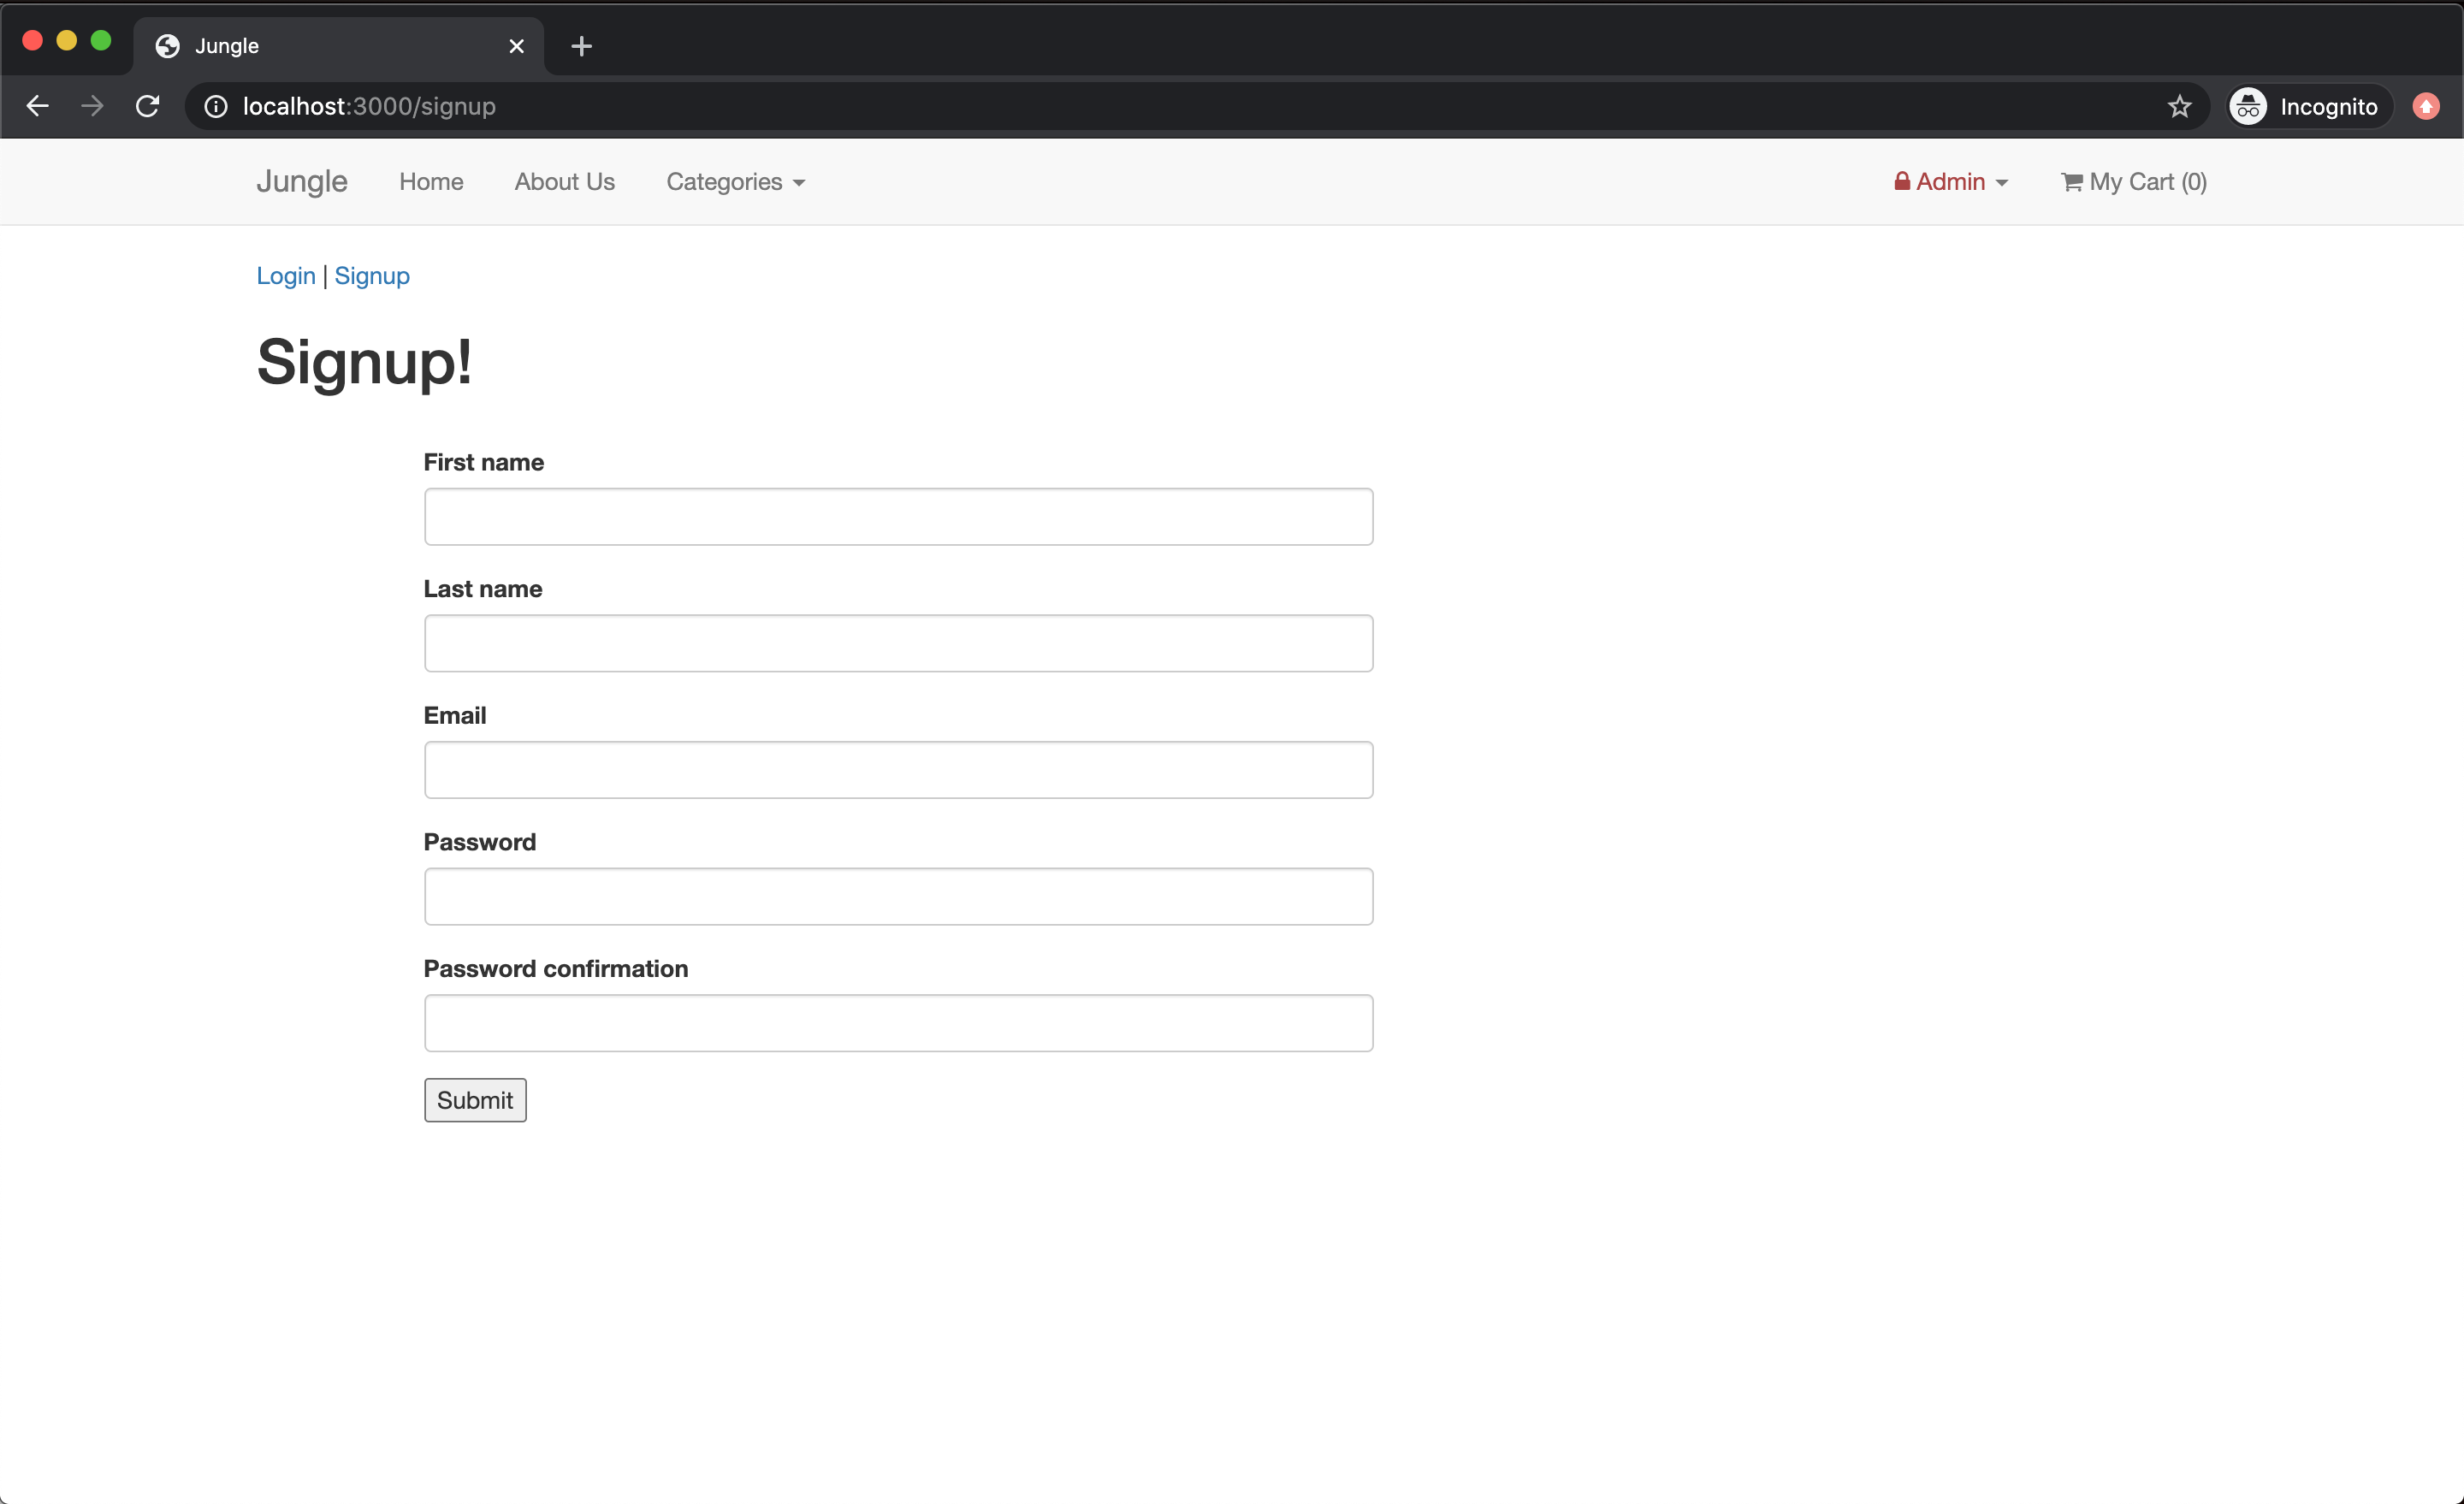 Jungle
localhost:3000/signup
Incognito
Jungle Home About Us Categories Admin My Cart (0)
Login | Signup
Signup!
First name
Last name
Email
Password
Password confirmation
Submit